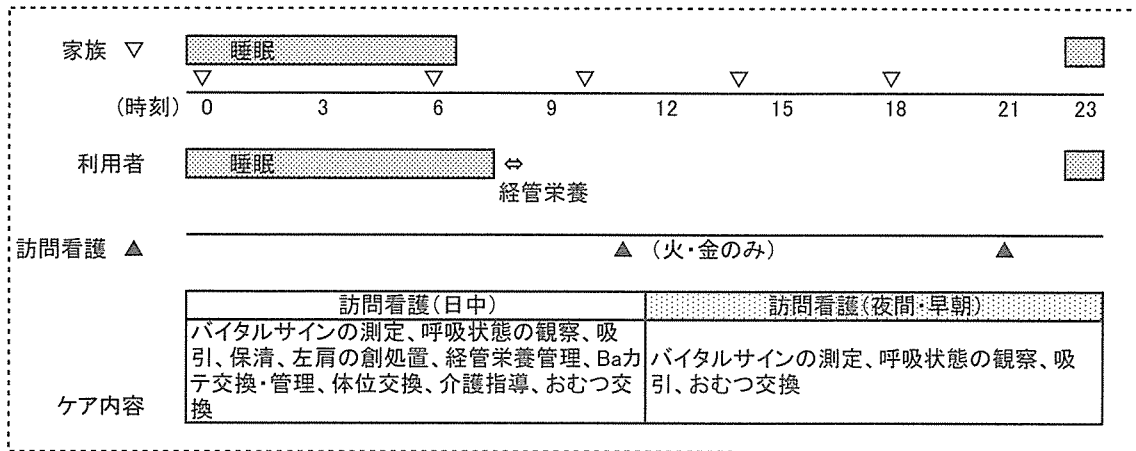 家族 ▽ 睡眠
▽ ▽ ▽ ▽ ▽
(時刻) 0 3 6 9 12 15 18 21 23
利用者 睡眠 ⇔
経管栄養
訪問看護 ▲ ▲ (火・金のみ) ▲
訪問看護(日中) 訪問看護(夜間・早朝)
ケア内容
バイタルサインの測定、呼吸状態の観察、吸
引、保清、左肩の創処置、経管栄養管理、Baカ
テ交換・管理、体位交換、介護指導、おむつ交
換
バイタルサインの測定、呼吸状態の観察、吸
引、おむつ交換